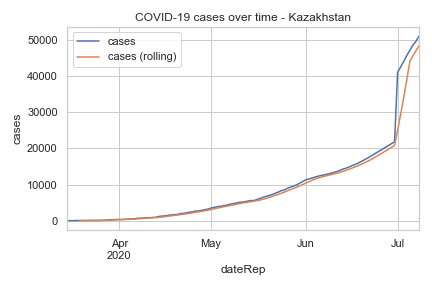 COVID-19 cases over time - Kazakhstan
cases
cases (rolling)
50000
40000
30000
20000
10000
0
cases
Apr
2020
May
Jun
Jul
dateRep